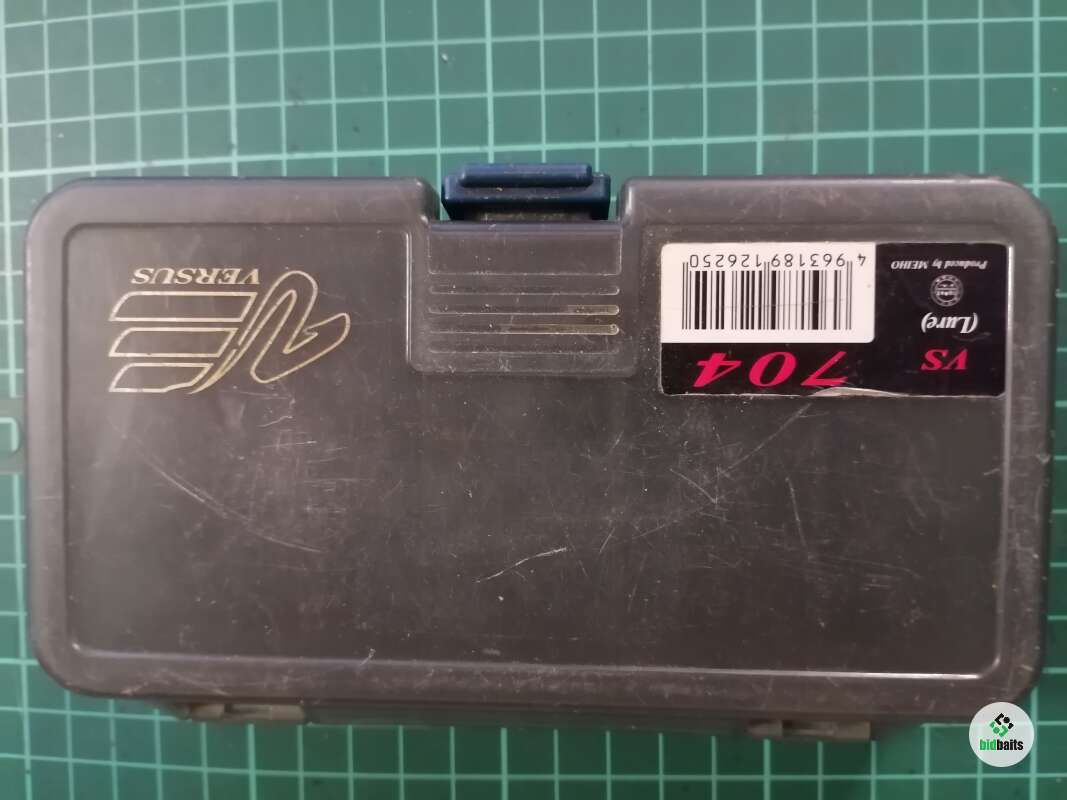 VS 704
(Lure)
Produced by MEIHO
4 963189 126250
VERSUS
bidbaits